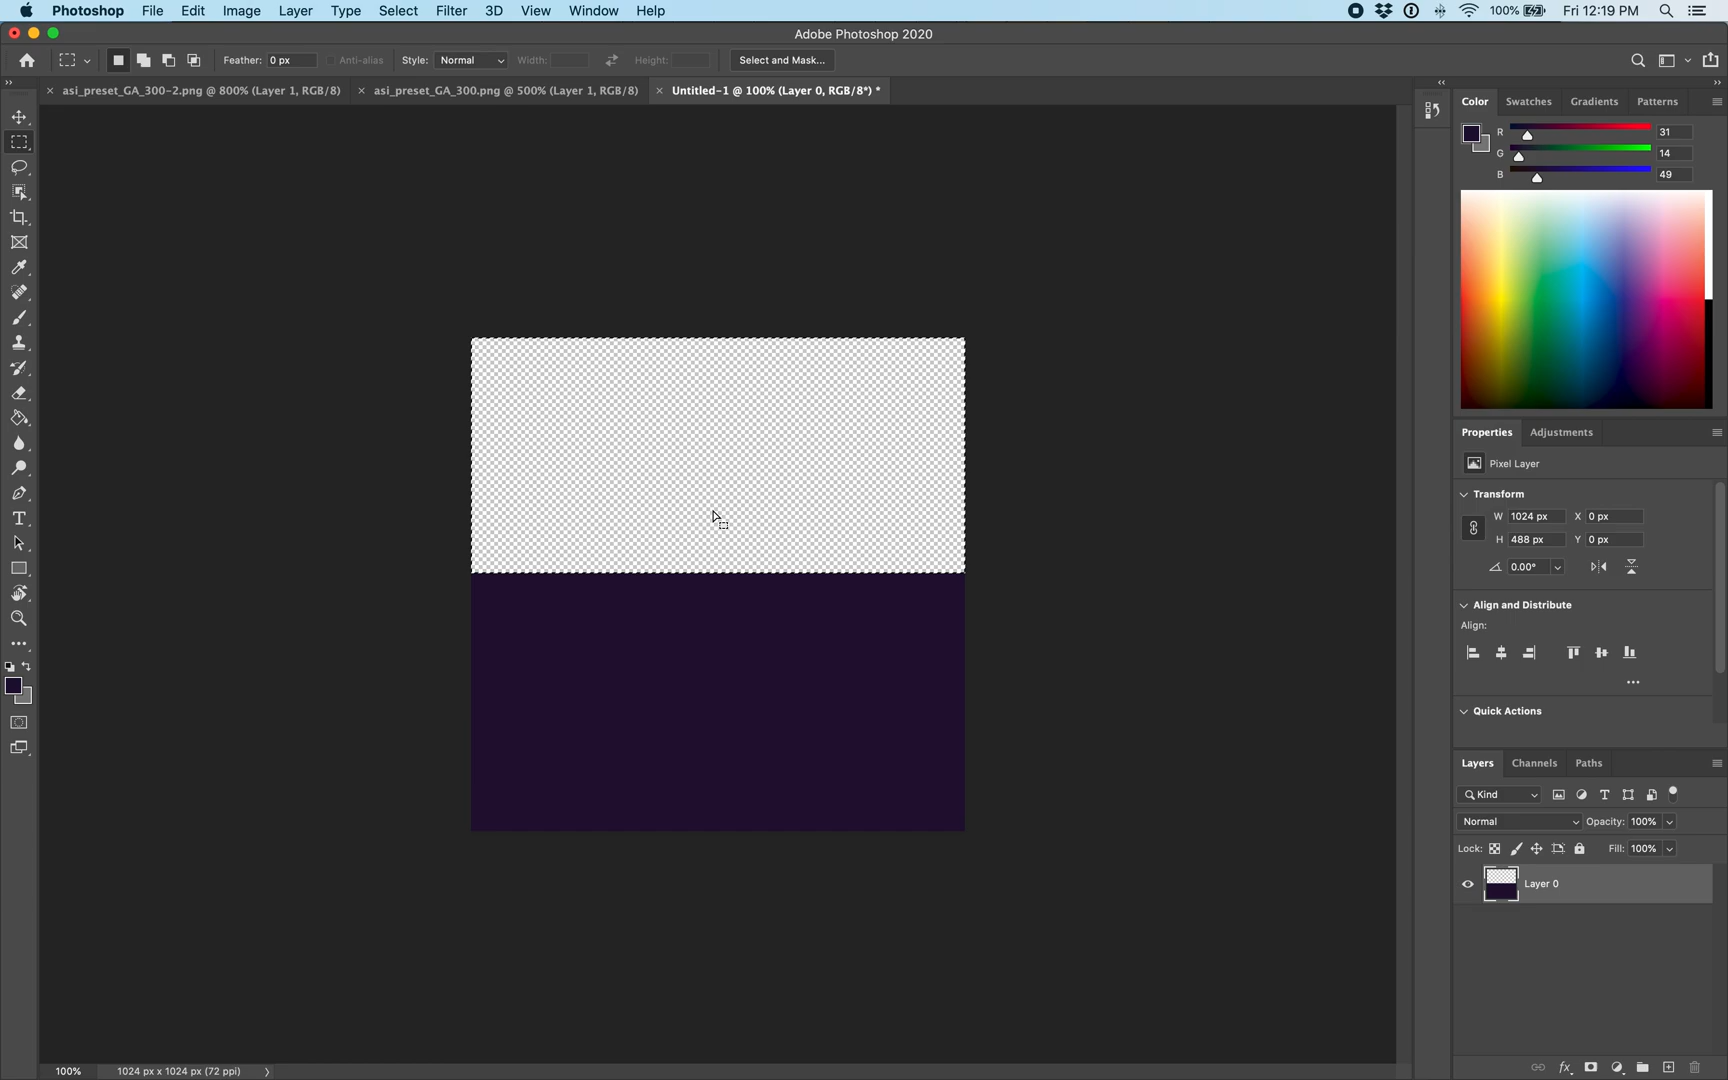 Photoshop File Edit Image Layer Type Select Filter 3D View Window Help 100% Fri 12:19 PM
Adobe Photoshop 2020
Feather: 0 px Anti-alias Style: Normal Width: Height: Select and Mask...
asi_preset_GA_300-2.png @ 800% (Layer 1, RGB/8) asi_preset_GA_300.png @ 500% (Layer 1, RGB/8) Untitled-1 @ 100% (Layer 0, RGB/8*) *
Color Swatches Gradients Patterns
R 31
G 14
B 49
Properties Adjustments
Pixel Layer
Transform
W 1024 px X 0 px
H 488 px Y 0 px
0.00°
Align and Distribute
Align:
Quick Actions
Layers Channels Paths
Kind
Normal Opacity: 100%
Lock: Fill: 100%
Layer 0
100% 1024 px x 1024 px (72 ppi)